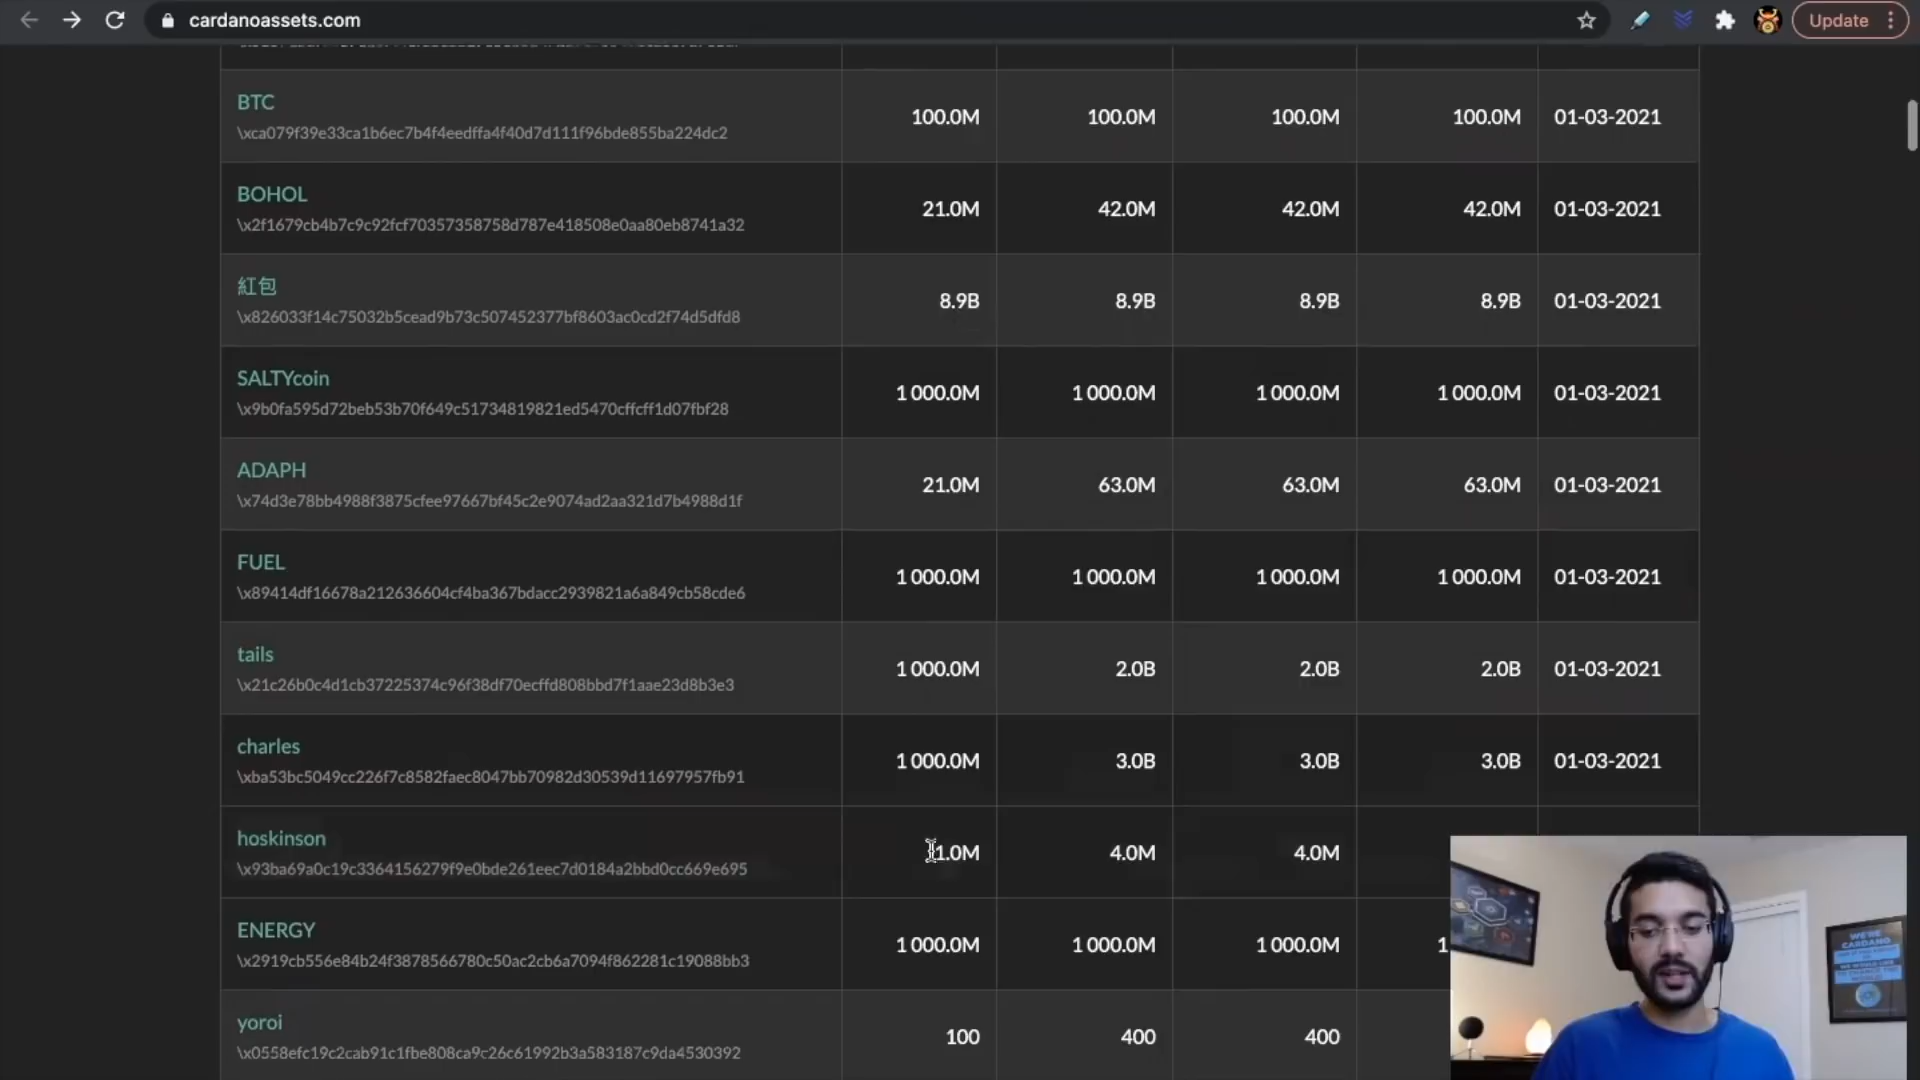 cardanoassets.com
Update
BTC
100.0M 100.0M 100.0M 100.0M 01-03-2021
\xca079f39e33ca1b6ec7b4f4eedffa4f40d7d111f96bde855ba224dc2
BOHOL
21.0M 42.0M 42.0M 42.0M 01-03-2021
\x2f1679cb4b7c9c92fcf70357358758d787e418508e0aa80eb8741a32
紅包
8.9B 8.9B 8.9B 8.9B 01-03-2021
\x826033f14c75032b5cead9b73c507452377bf8603ac0cd2f74d5dfd8
SALTYcoin
1 000.0M 1 000.0M 1 000.0M 1 000.0M 01-03-2021
\x9b0fa595d72beb53b70f649c51734819821ed5470cffcff1d07fbf28
ADAPH
21.0M 63.0M 63.0M 63.0M 01-03-2021
\x74d3e78bb4988f3875cfee97667bf45c2e9074ad2aa321d7b4988d1f
FUEL
1 000.0M 1 000.0M 1 000.0M 1 000.0M 01-03-2021
\x89414df16678a212636604cf4ba367bdacc2939821a6a849cb58cde6
tails
1 000.0M 2.0B 2.0B 2.0B 01-03-2021
\x21c26b0c4d1cb37225374c96f38df70ecffd808bbd7f1aae23d8b3e3
charles
1 000.0M 3.0B 3.0B 3.0B 01-03-2021
\xba53bc5049cc226f7c8582faec8047bb70982d30539d11697957fb91
hoskinson
1.0M 4.0M 4.0M
\x93ba69a0c19c3364156279f9e0bde261eec7d0184a2bbd0cc669e695
ENERGY
1 000.0M 1 000.0M 1 000.0M 1
\x2919cb556e84b24f3878566780c50ac2cb6a7094f862281c19088bb3
yoroi
100 400 400
\x0558efc19c2cab91c1fbe808ca9c26c61992b3a583187c9da4530392
WE'RE
CARDANO